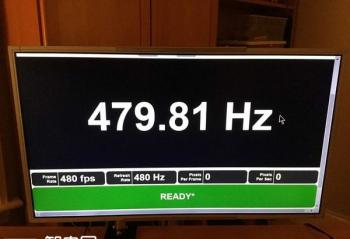 479.81 Hz
Frame Rate 480 fps Refresh Rate 480 Hz Pixels Per Frame 0 Pixels Per Sec 0
READY*